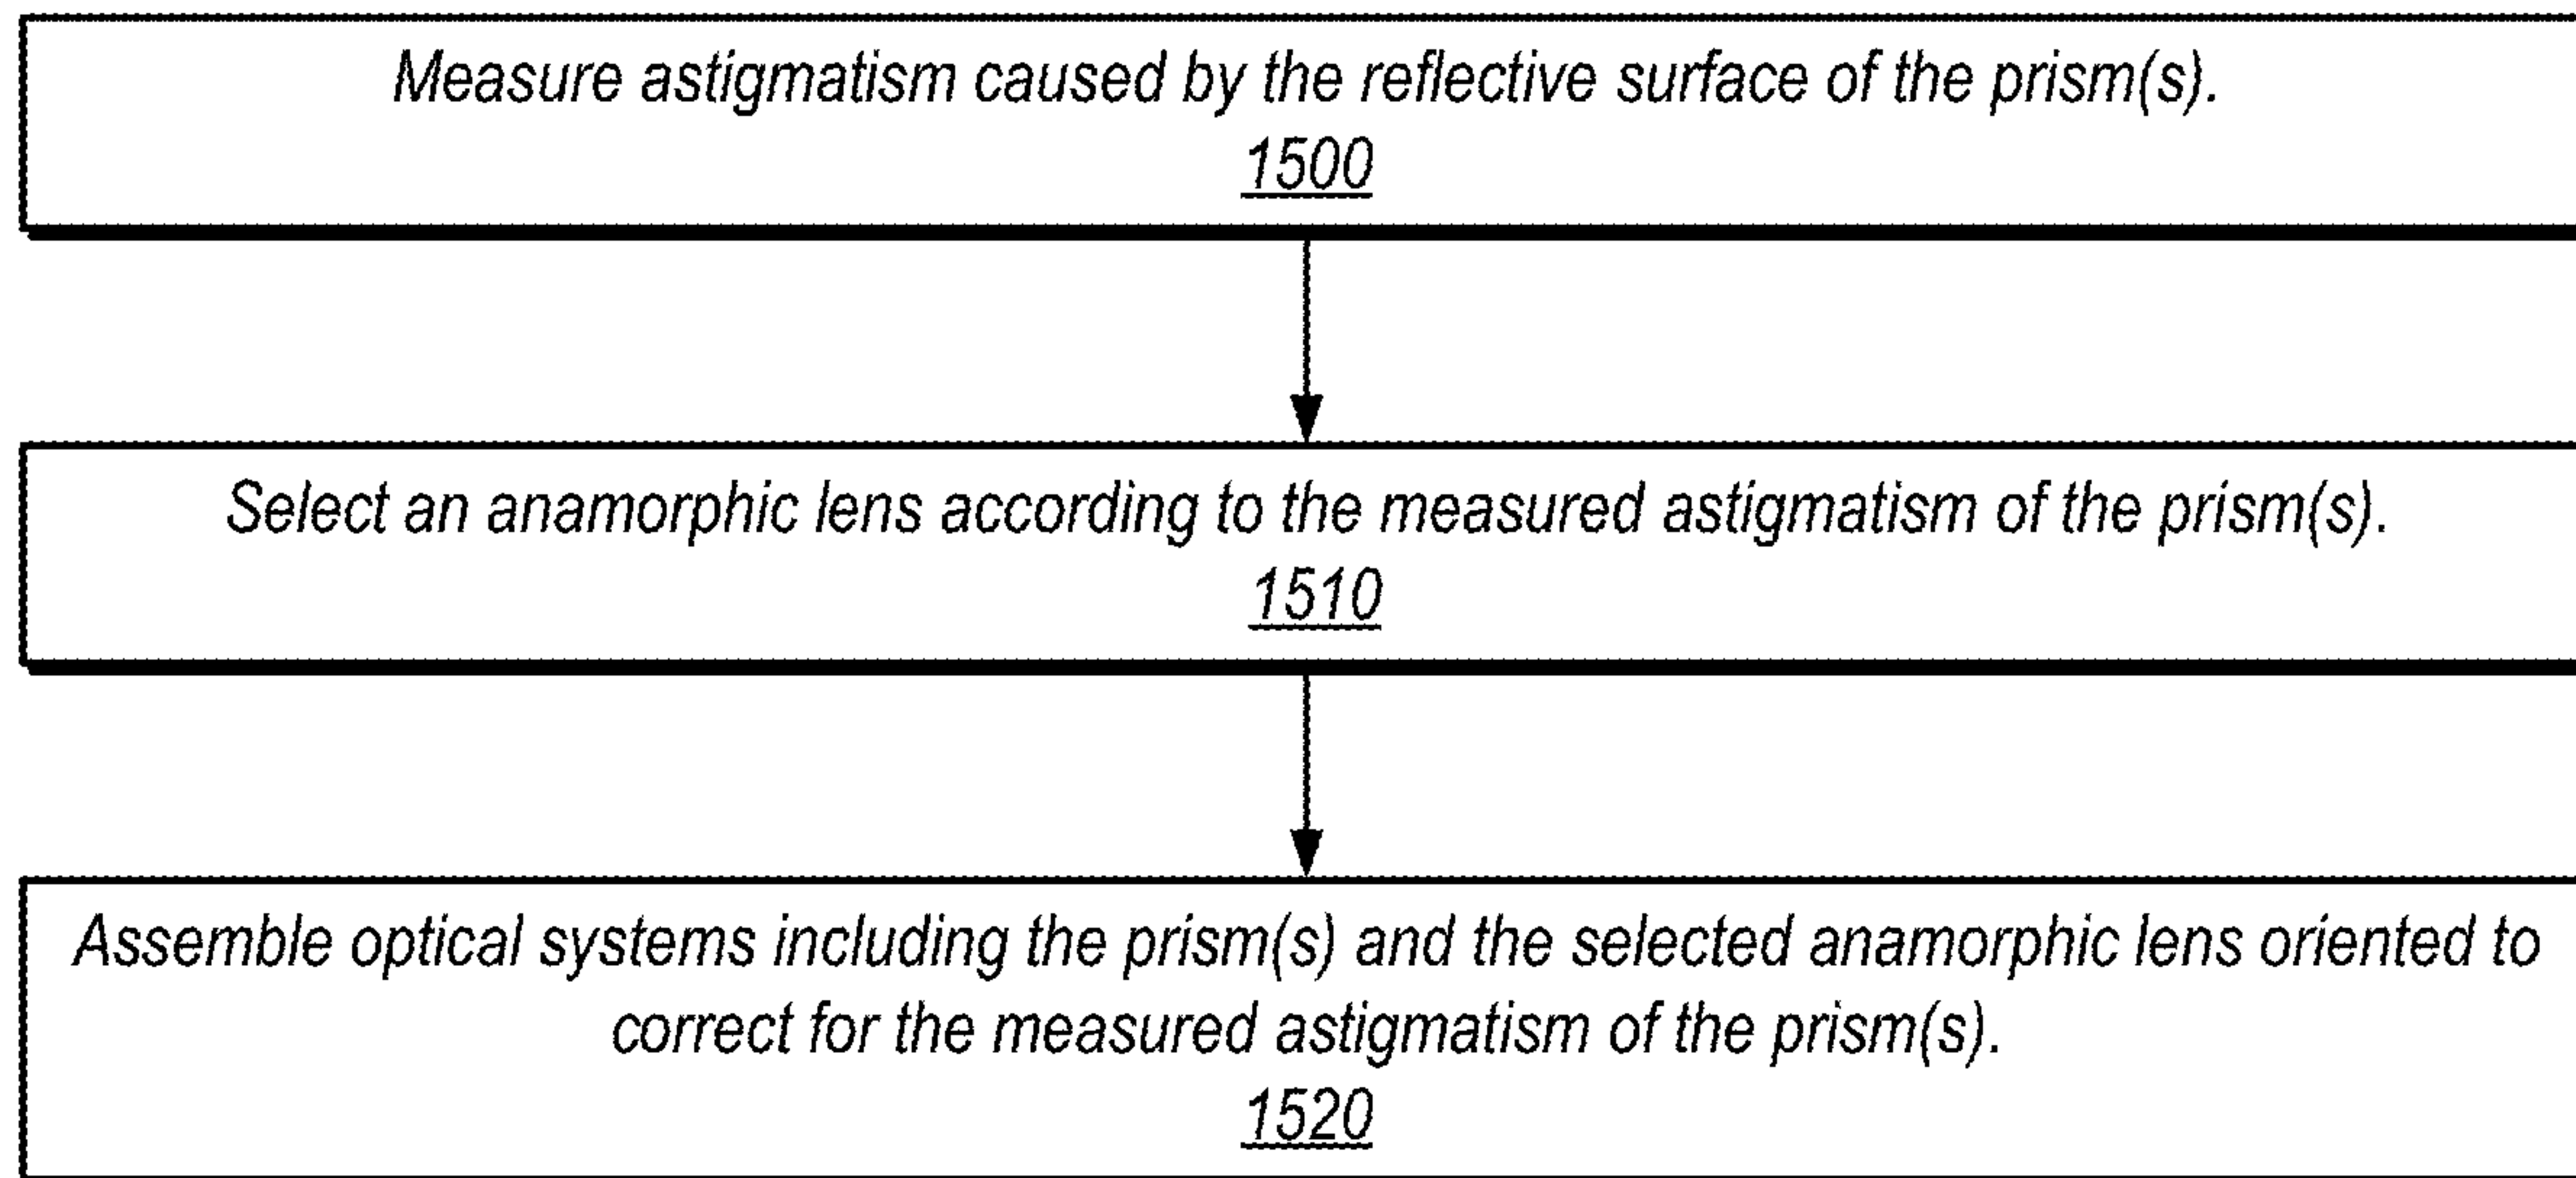 Measure astigmatism caused by the reflective surface of the prism(s).
1500
Select an anamorphic lens according to the measured astigmatism of the prism(s).
1510
Assemble optical systems including the prism(s) and the selected anamorphic lens oriented to
correct for the measured astigmatism of the prism(s).
1520